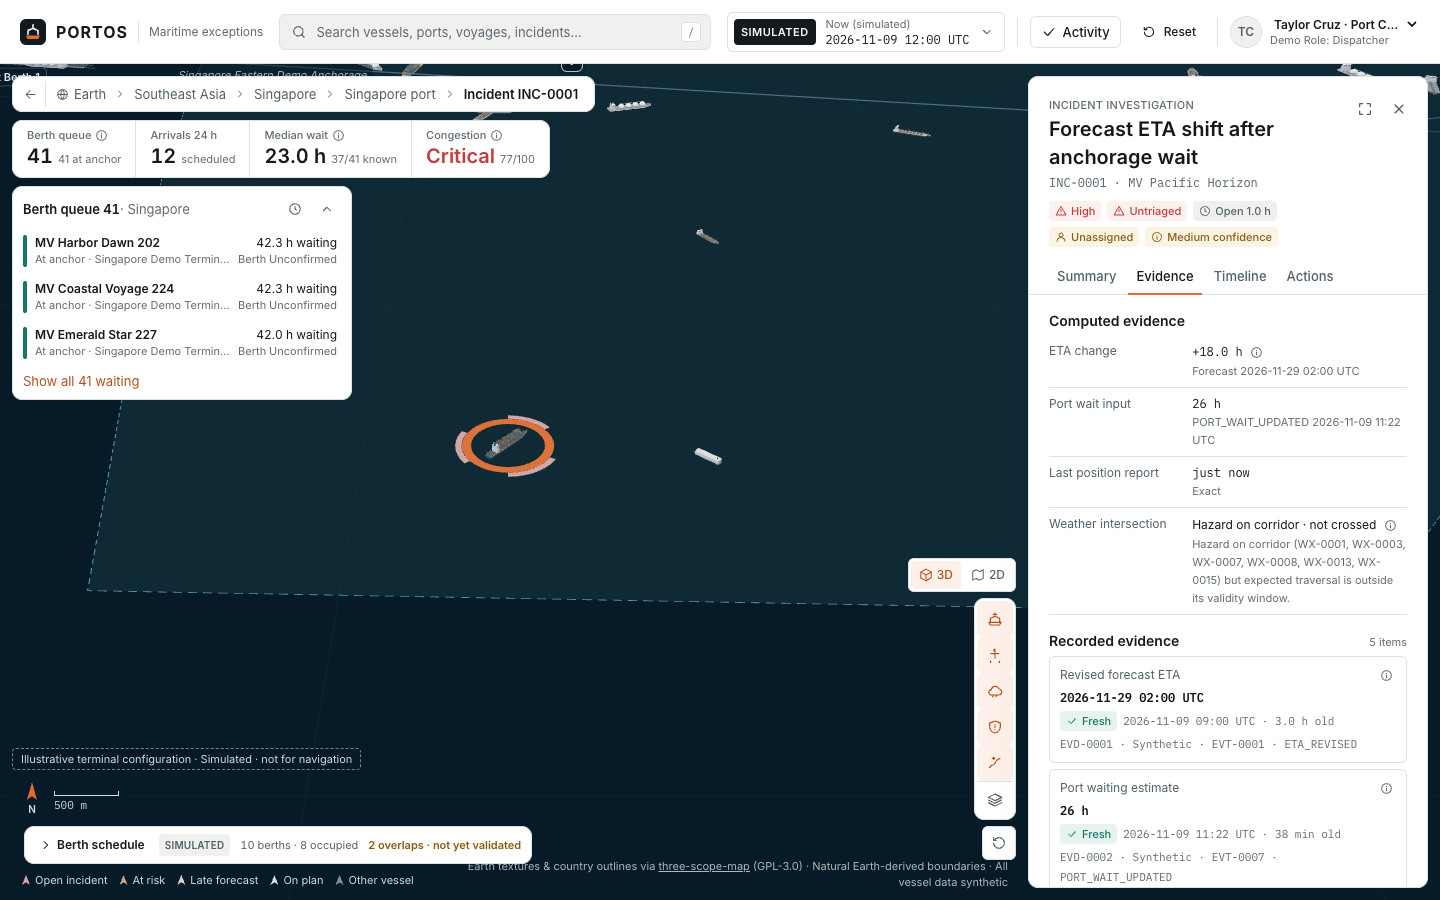 PORTOS
Maritime exceptions
Search vessels, ports, voyages, incidents...
/
SIMULATED
Now (simulated)
2026-11-09 12:00 UTC
Activity
Reset
TC
Taylor Cruz · Port C...
Demo Role: Dispatcher
Berth 1
Singapore Eastern Demo Anchorage
Earth
Southeast Asia
Singapore
Singapore port
Incident INC-0001
Berth queue
41 41 at anchor
Arrivals 24 h
12 scheduled
Median wait
23.0 h 37/41 known
Congestion
Critical 77/100
Berth queue 41 · Singapore
MV Harbor Dawn 202
42.3 h waiting
At anchor · Singapore Demo Termin...
Berth Unconfirmed
MV Coastal Voyage 224
42.3 h waiting
At anchor · Singapore Demo Termin...
Berth Unconfirmed
MV Emerald Star 227
42.0 h waiting
At anchor · Singapore Demo Termin...
Berth Unconfirmed
Show all 41 waiting
3D
2D
Illustrative terminal configuration · Simulated · not for navigation
N
500 m
Berth schedule
SIMULATED
10 berths · 8 occupied
2 overlaps · not yet validated
Earth textures & country outlines via three-scope-map (GPL-3.0) · Natural Earth-derived boundaries · All
vessel data synthetic
Open incident
At risk
Late forecast
On plan
Other vessel
INCIDENT INVESTIGATION
Forecast ETA shift after
anchorage wait
INC-0001 · MV Pacific Horizon
High
Untriaged
Open 1.0 h
Unassigned
Medium confidence
Summary
Evidence
Timeline
Actions
Computed evidence
ETA change
+18.0 h
Forecast 2026-11-29 02:00 UTC
Port wait input
26 h
PORT_WAIT_UPDATED 2026-11-09 11:22
UTC
Last position report
just now
Exact
Weather intersection
Hazard on corridor · not crossed
Hazard on corridor (WX-0001, WX-0003,
WX-0007, WX-0008, WX-0013, WX-
0015) but expected traversal is outside
its validity window.
Recorded evidence
5 items
Revised forecast ETA
2026-11-29 02:00 UTC
Fresh
2026-11-09 09:00 UTC · 3.0 h old
EVD-0001 · Synthetic · EVT-0001 · ETA_REVISED
Port waiting estimate
26 h
Fresh
2026-11-09 11:22 UTC · 38 min old
EVD-0002 · Synthetic · EVT-0007 ·
PORT_WAIT_UPDATED